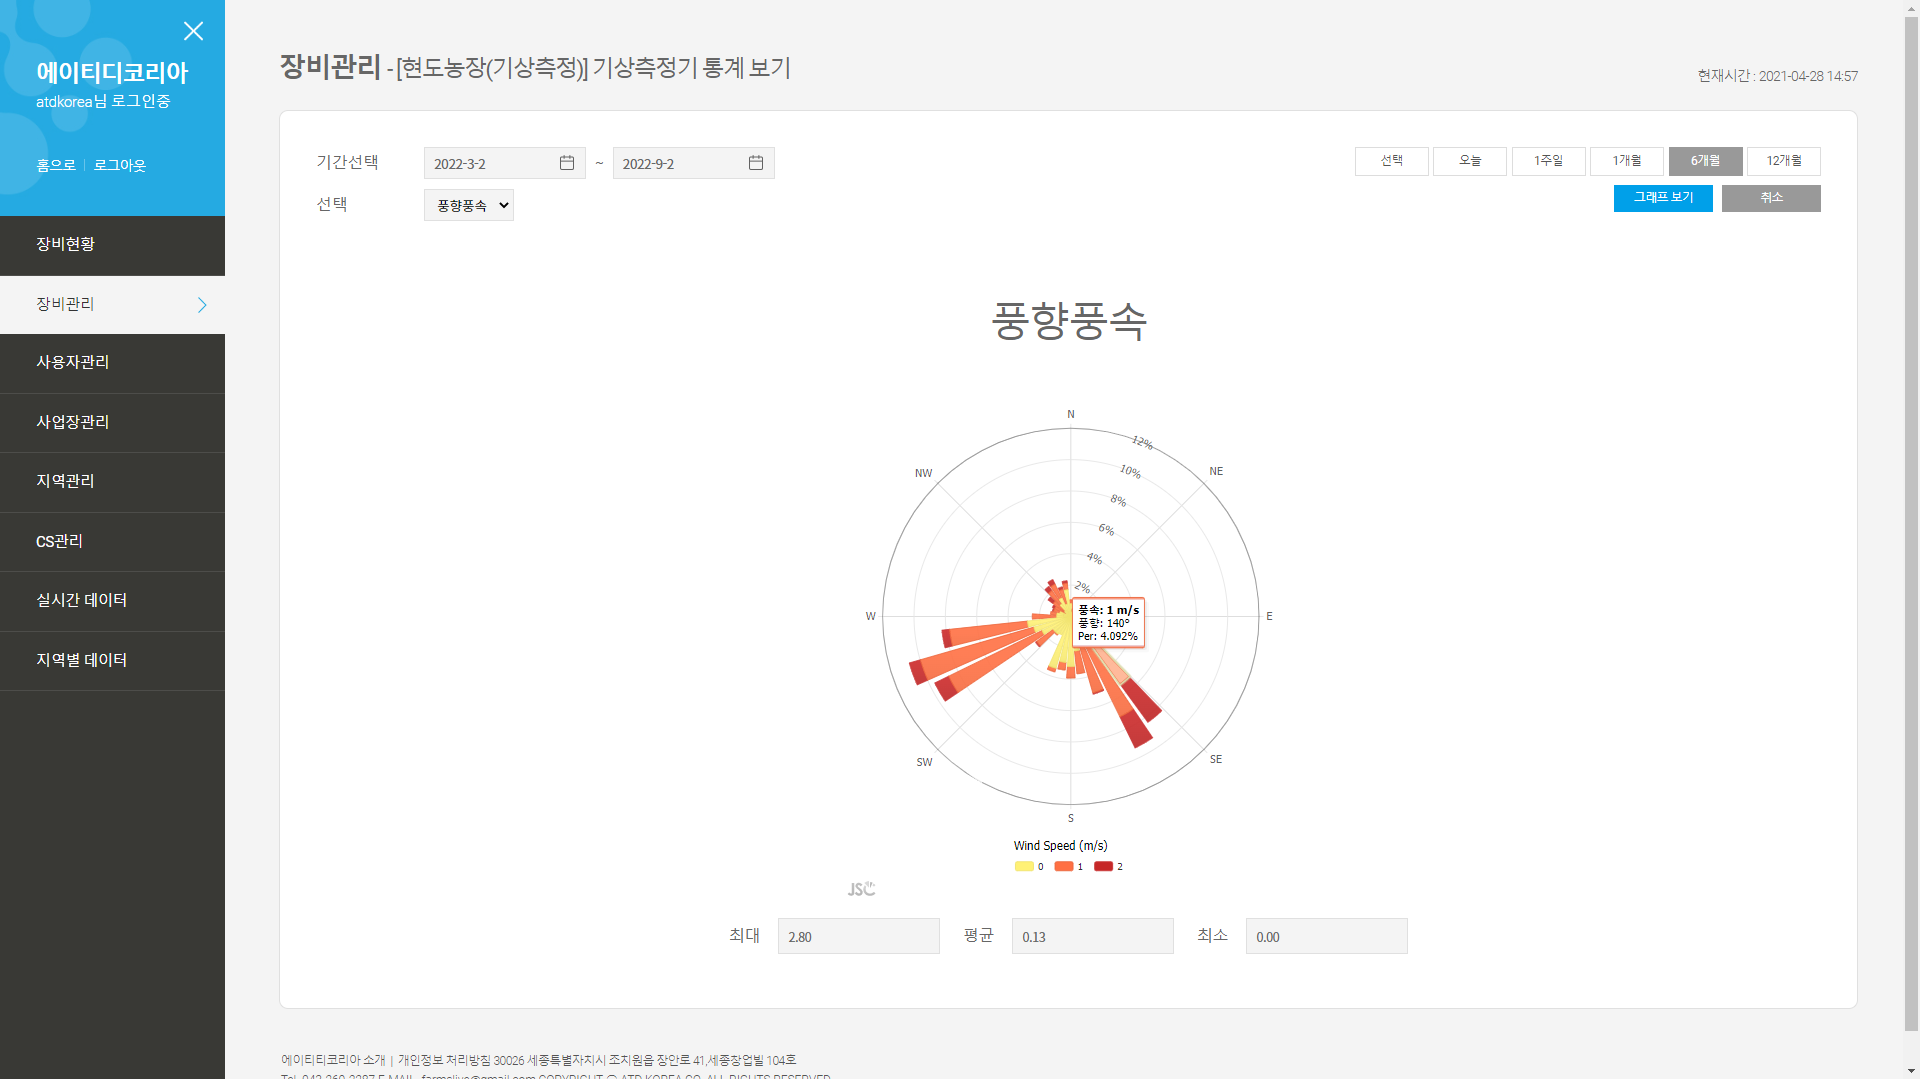 에이티디코리아
atdkorea님 로그인중
홈으로 | 로그아웃
장비현황
장비관리
사용자관리
사업장관리
지역관리
CS관리
실시간 데이터
지역별 데이터
장비관리 - [현도농장(기상측정)] 기상측정기 통계 보기
현재시간 : 2021-04-28 14:57
기간선택 2022-3-2 ~ 2022-9-2
선택 오늘 1주일 1개월 6개월 12개월
선택 풍향풍속
그래프 보기 취소
풍향풍속
N
12%
NW
10%
NE
8%
6%
4%
2%
풍속: 1 m/s
W
E
풍향: 140°
Per: 4.092%
SW
SE
S
Wind Speed (m/s)
0 1 2
JSC
최대 2.80 평균 0.13 최소 0.00
에이티티코리아 소개 | 개인정보 처리방침 30026 세종특별자치시 조치원읍 장안로 41,세종창업빌 104호